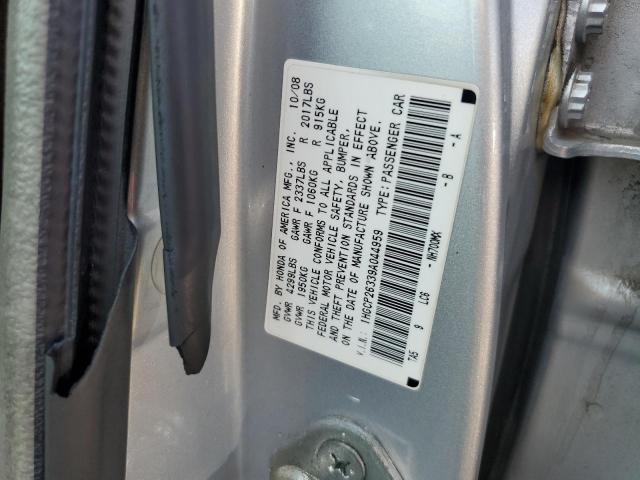 MFD. BY HONDA OF AMERICA MFG., INC. 10/08
GVWR 4299LBS GAWR F 2337LBS R 2017LBS
GVWR 1950KG GAWR F 1060KG R 915KG
THIS VEHICLE CONFORMS TO ALL APPLICABLE
FEDERAL MOTOR VEHICLE SAFETY, BUMPER,
AND THEFT PREVENTION STANDARDS IN EFFECT
ON THE DATE OF MANUFACTURE SHOWN ABOVE.
V.I.N.: 1HGCP26339A044959 TYPE:PASSENGER CAR
TA5 9 LC6 - NH700MX - B - A